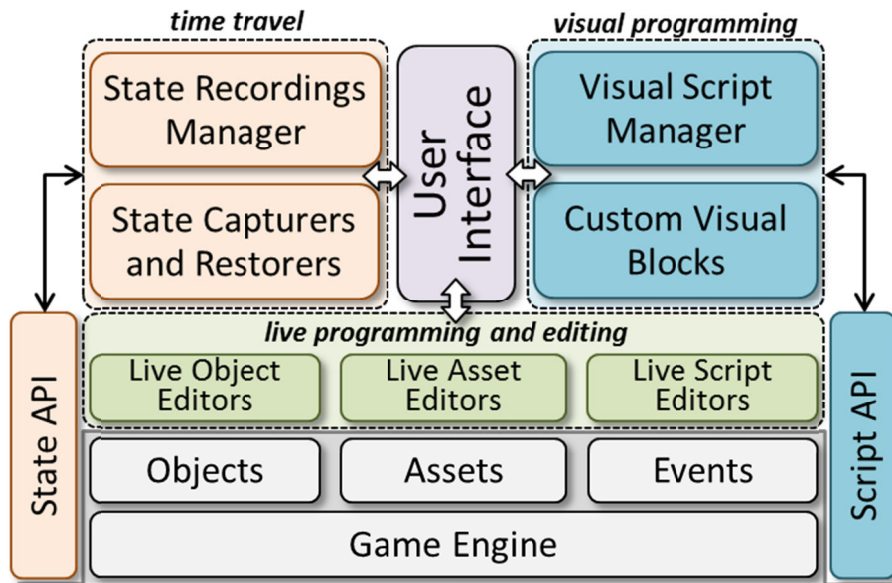 time travel
visual programming
State Recordings
Manager
User
Interface
Visual Script
Manager
State Capturers
and Restorers
Custom Visual
Blocks
live programming and editing
Live Object
Editors
Live Asset
Editors
Live Script
Editors
State API
Script API
Objects
Assets
Events
Game Engine